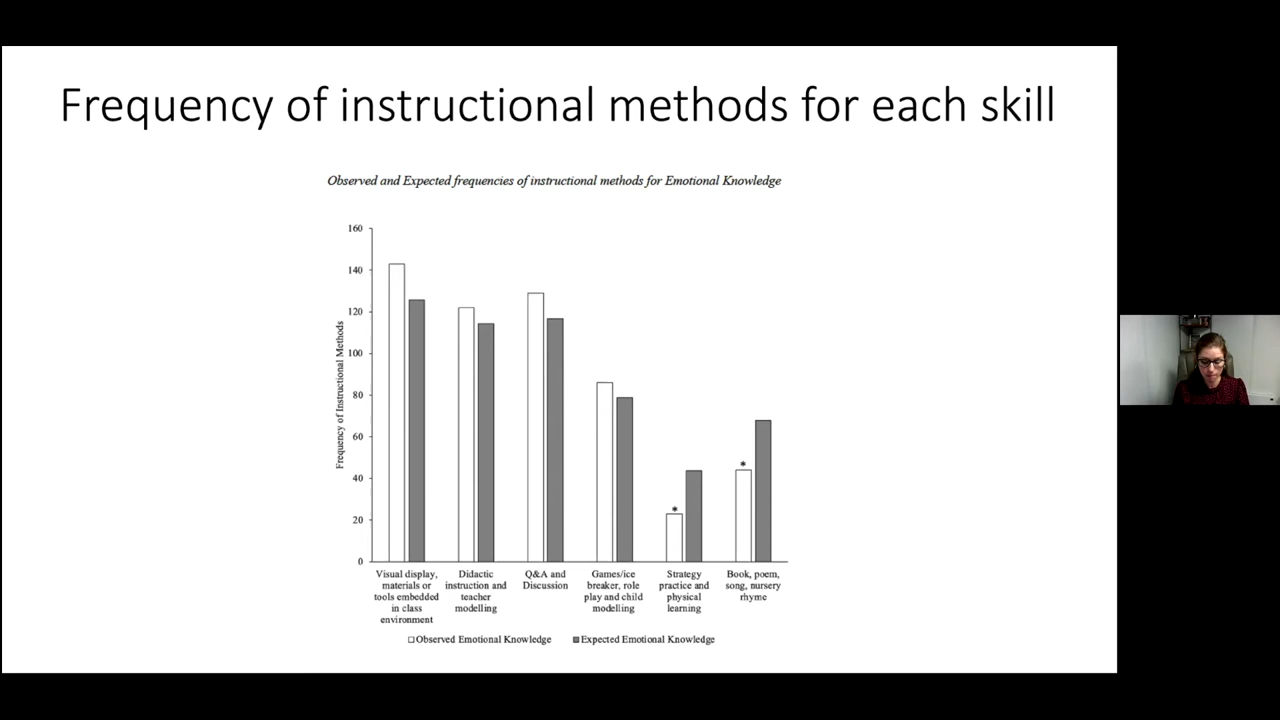 Frequency of instructional methods for each skill
Observed and Expected frequencies of instructional methods for Emotional Knowledge
Frequency of Instructional Methods
160
140
120
100
80
60
40
20
0
*
*
Visual display,
materials or
tools embedded
in class
environment
Didactic
instruction and
teacher
modelling
Q&A and
Discussion
Games/ice
breaker, role
play and child
modelling
Strategy
practice and
physical
learning
Book, poem,
song, nursery
rhyme
Observed Emotional Knowledge
Expected Emotional Knowledge